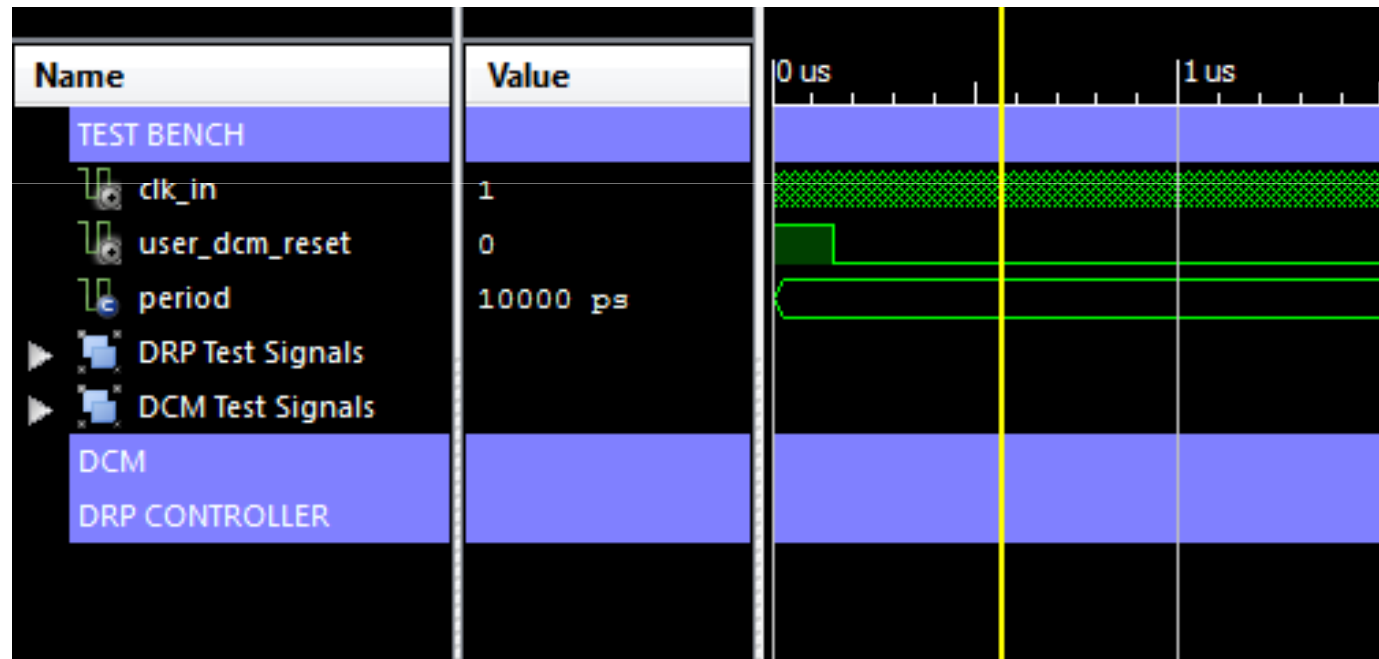 Name Value 0 us 1 us
TEST BENCH
clk_in 1
user_dcm_reset 0
period 10000 ps
DRP Test Signals
DCM Test Signals
DCM
DRP CONTROLLER